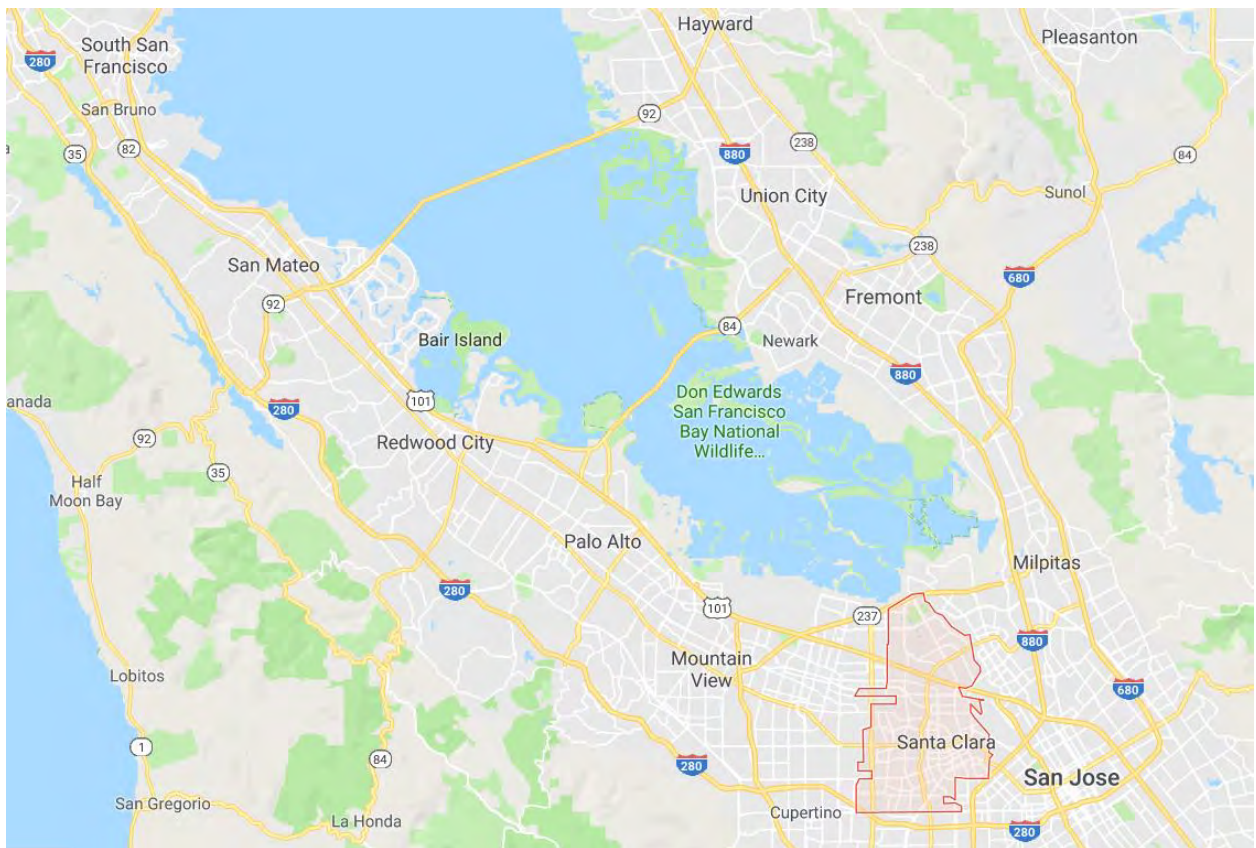 Hayward
Pleasanton
South San
Francisco
280
San Bruno
92
35
82
880
238
84
Union City
Sunol
238
San Mateo
680
92
Fremont
Bair Island
84
Newark
880
Don Edwards
San Francisco
Bay National
Wildlife...
101
280
anada
92
Redwood City
35
Half
Moon Bay
Palo Alto
Milpitas
280
101
237
880
Mountain
View
Lobitos
680
1
Santa Clara
84
280
San Jose
San Gregorio
La Honda
Cupertino
280